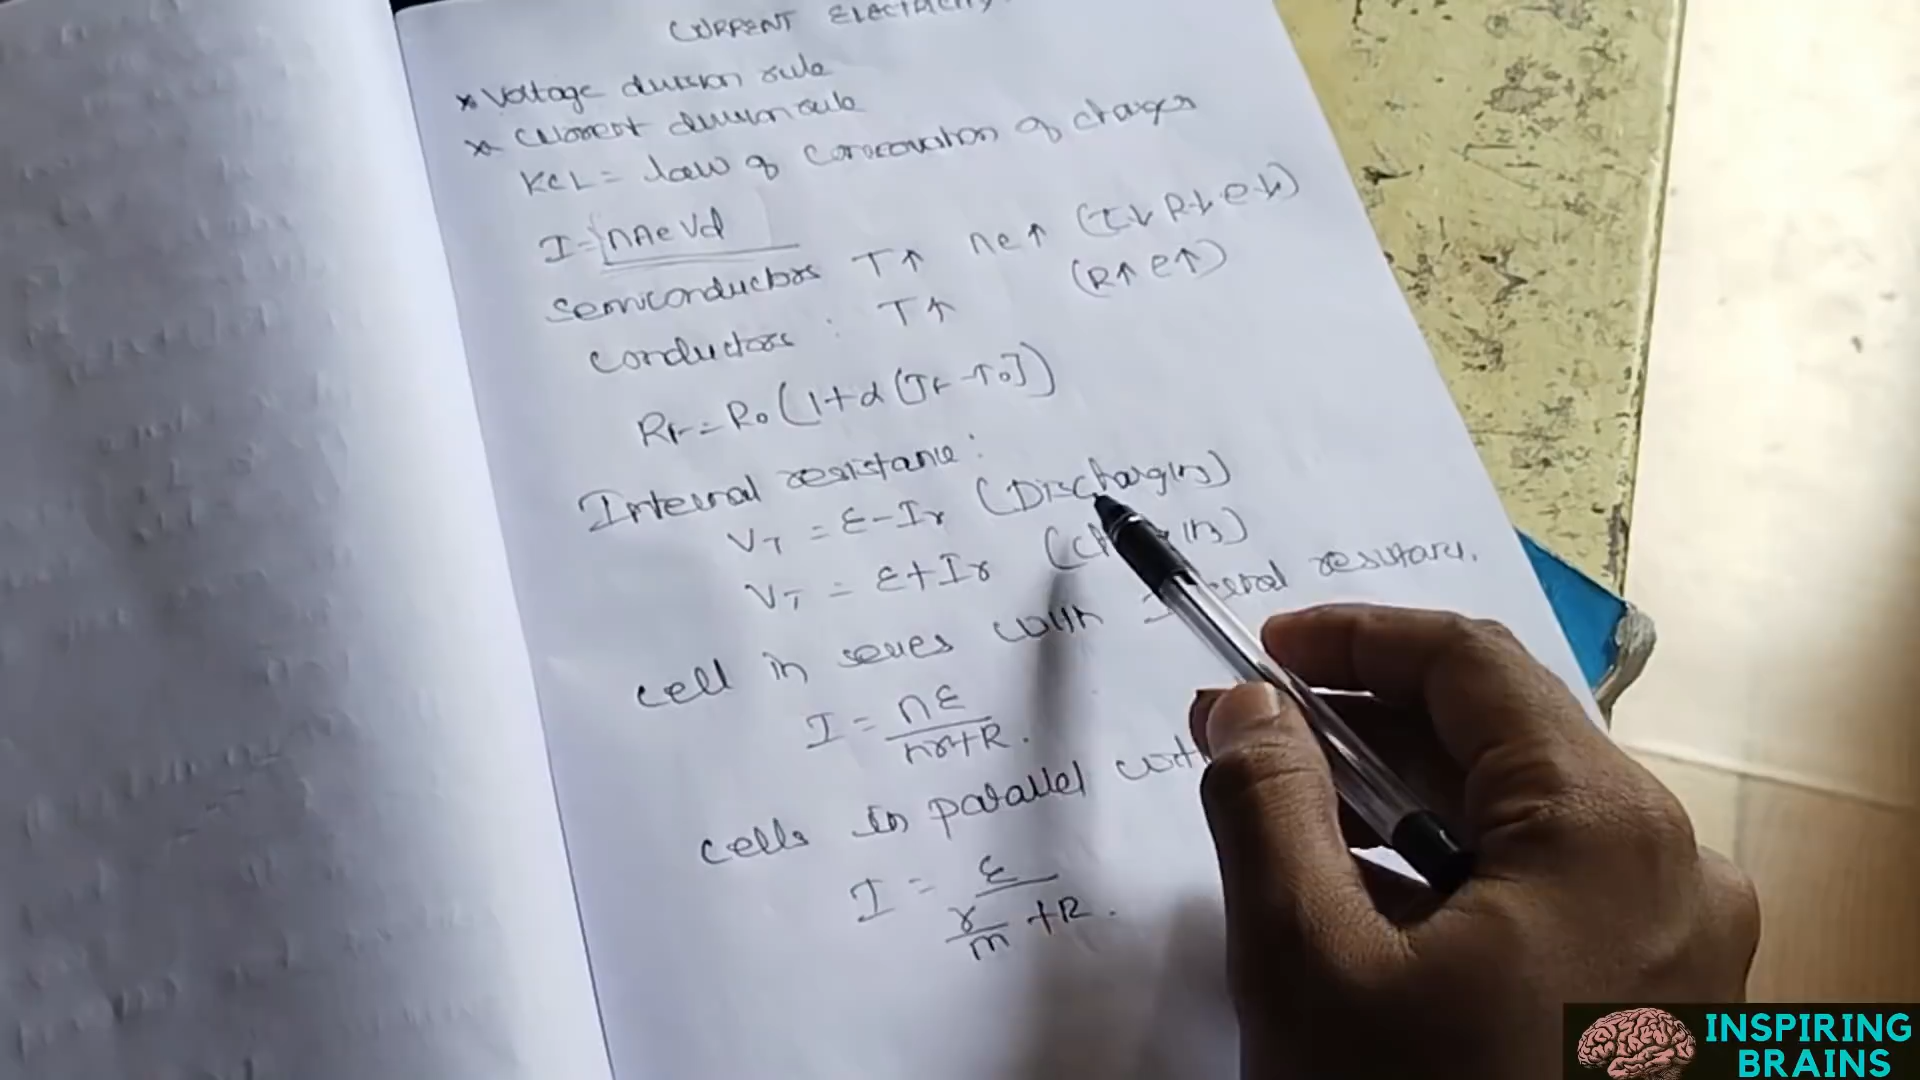 CURRENT ELECTRICITY
* Voltage division rule
* Current division rule
KCL = law of conservation of charges
I = nAeVd
Semiconductors T↑ ne↑ (τ↓ R↓ ρ↓)
Conductors : T↑ (R↑ ρ↑)
Rt = R0 (1+α (Tt - T0))
Internal resistance :
VT = ε - Ir (Discharging)
VT = ε + Ir
cell in series with resistance.
I = nε / nr+R .
cells in parallel with
I = ε / r/m + R .
INSPIRING
BRAINS